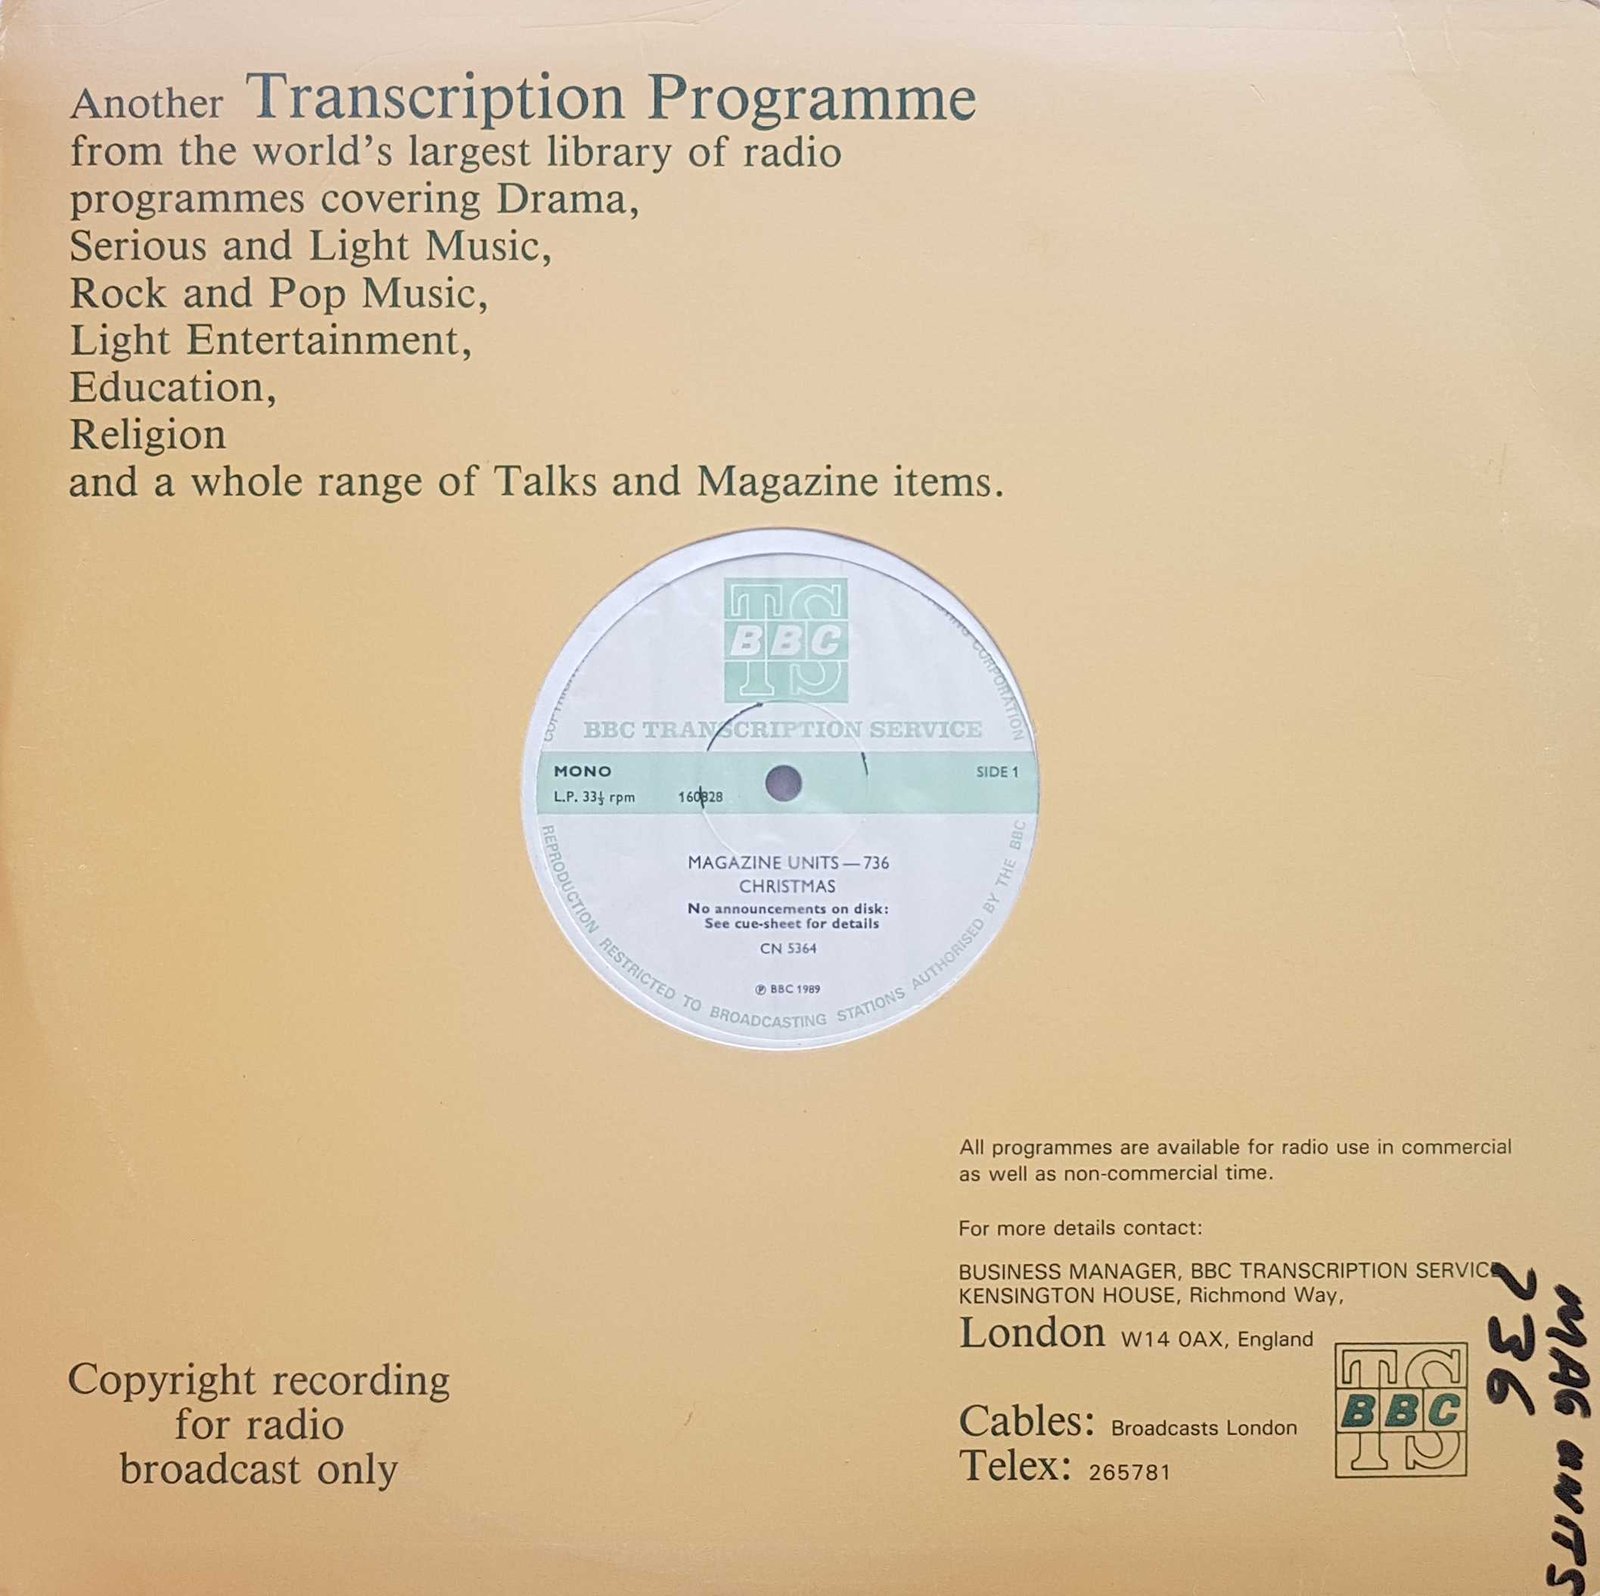 Another Transcription Programme
from the world's largest library of radio
programmes covering Drama,
Serious and Light Music,
Rock and Pop Music,
Light Entertainment,
Education,
Religion
and a whole range of Talks and Magazine items.
TS
BBC
TS
BBC TRANSCRIPTION SERVICE
CORPORATION
MONO
SIDE 1
L.P. 33⅓ rpm
160828
MAGAZINE UNITS—736
CHRISTMAS
No announcements on disk:
See cue-sheet for details
CN 5364
℗ BBC 1989
REPRODUCTION RESTRICTED TO BROADCASTING STATIONS AUTHORISED BY THE BBC
All programmes are available for radio use in commercial
as well as non-commercial time.
For more details contact:
BUSINESS MANAGER, BBC TRANSCRIPTION SERVICE
KENSINGTON HOUSE, Richmond Way,
London W14 0AX, England
Cables: Broadcasts London
Telex: 265781
TS
BBC
TS
Copyright recording
for radio
broadcast only
MAG UNITS
736